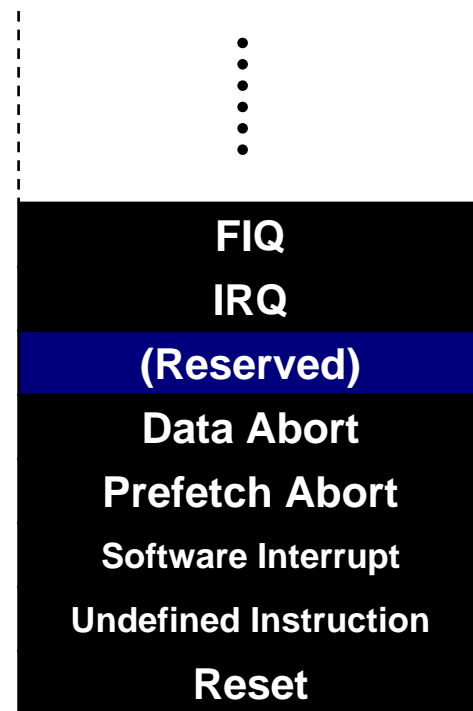 FIQ
IRQ
(Reserved)
Data Abort
Prefetch Abort
Software Interrupt
Undefined Instruction
Reset